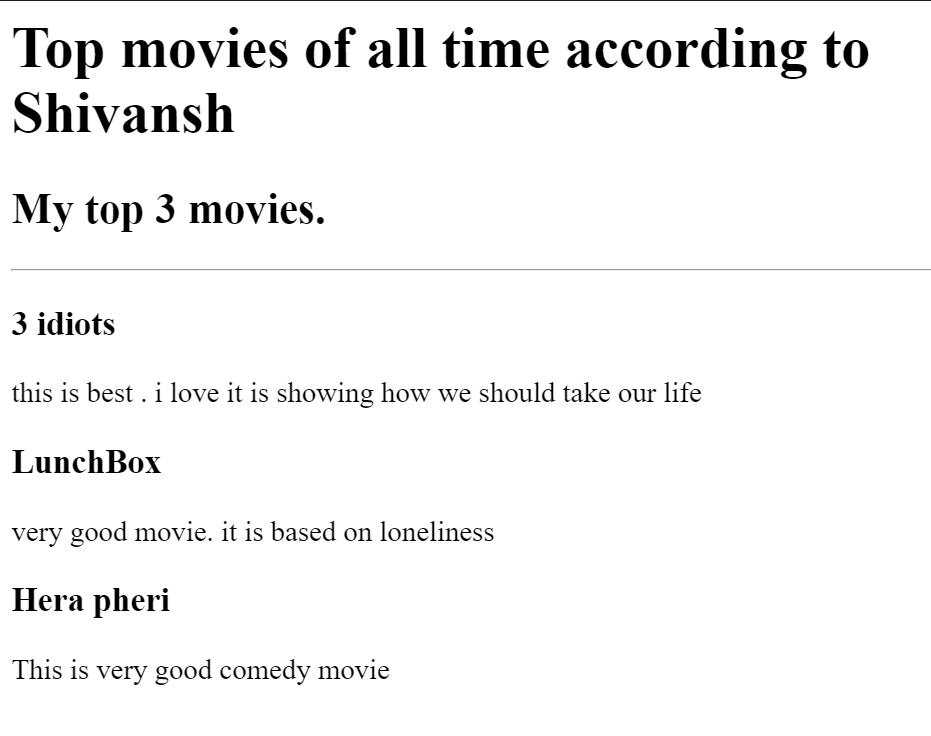 Top movies of all time according to
Shivansh
My top 3 movies.
3 idiots
this is best . i love it is showing how we should take our life
LunchBox
very good movie. it is based on loneliness
Hera pheri
This is very good comedy movie